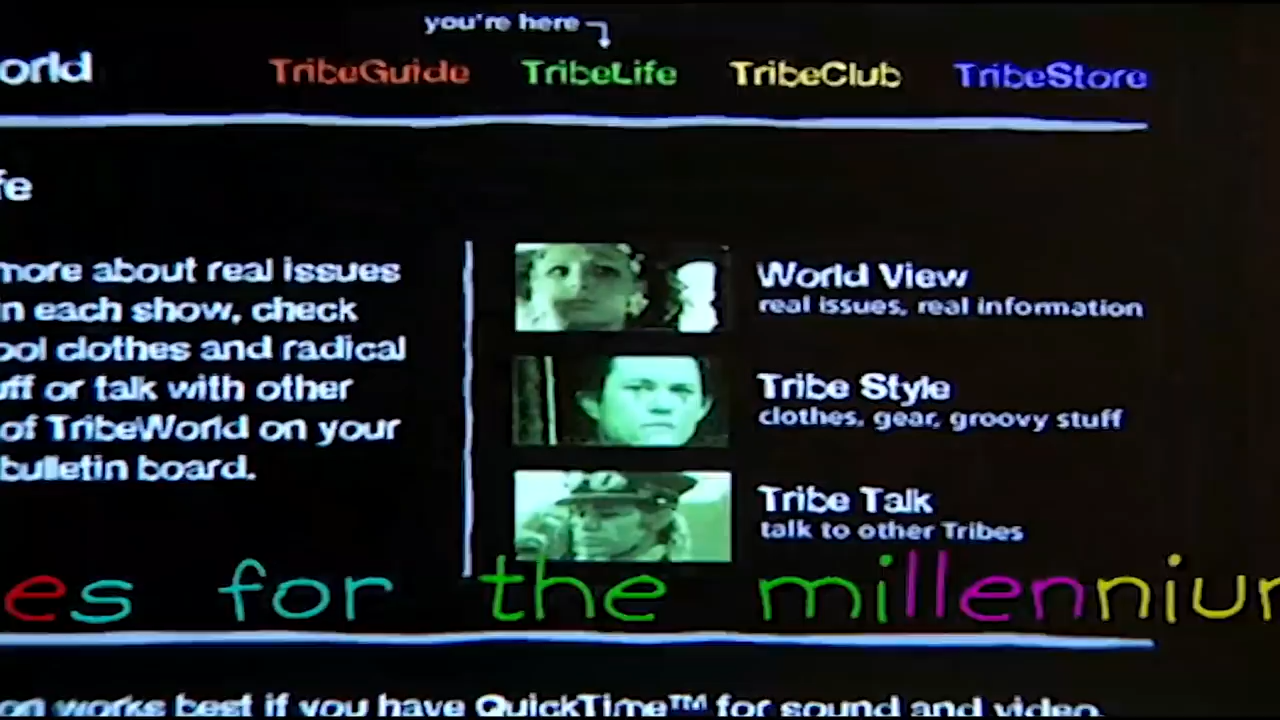 you're here
orld TribeGuide TribeLife TribeClub TribeStore
fe
more about real issues
n each show, check
ool clothes and radical
ff or talk with other
of TribeWorld on your
bulletin board.
World View
real issues, real information
Tribe Style
clothes, gear, groovy stuff
Tribe Talk
talk to other Tribes
es for the millenniu
on works best if you have QuickTime™ for sound and video.